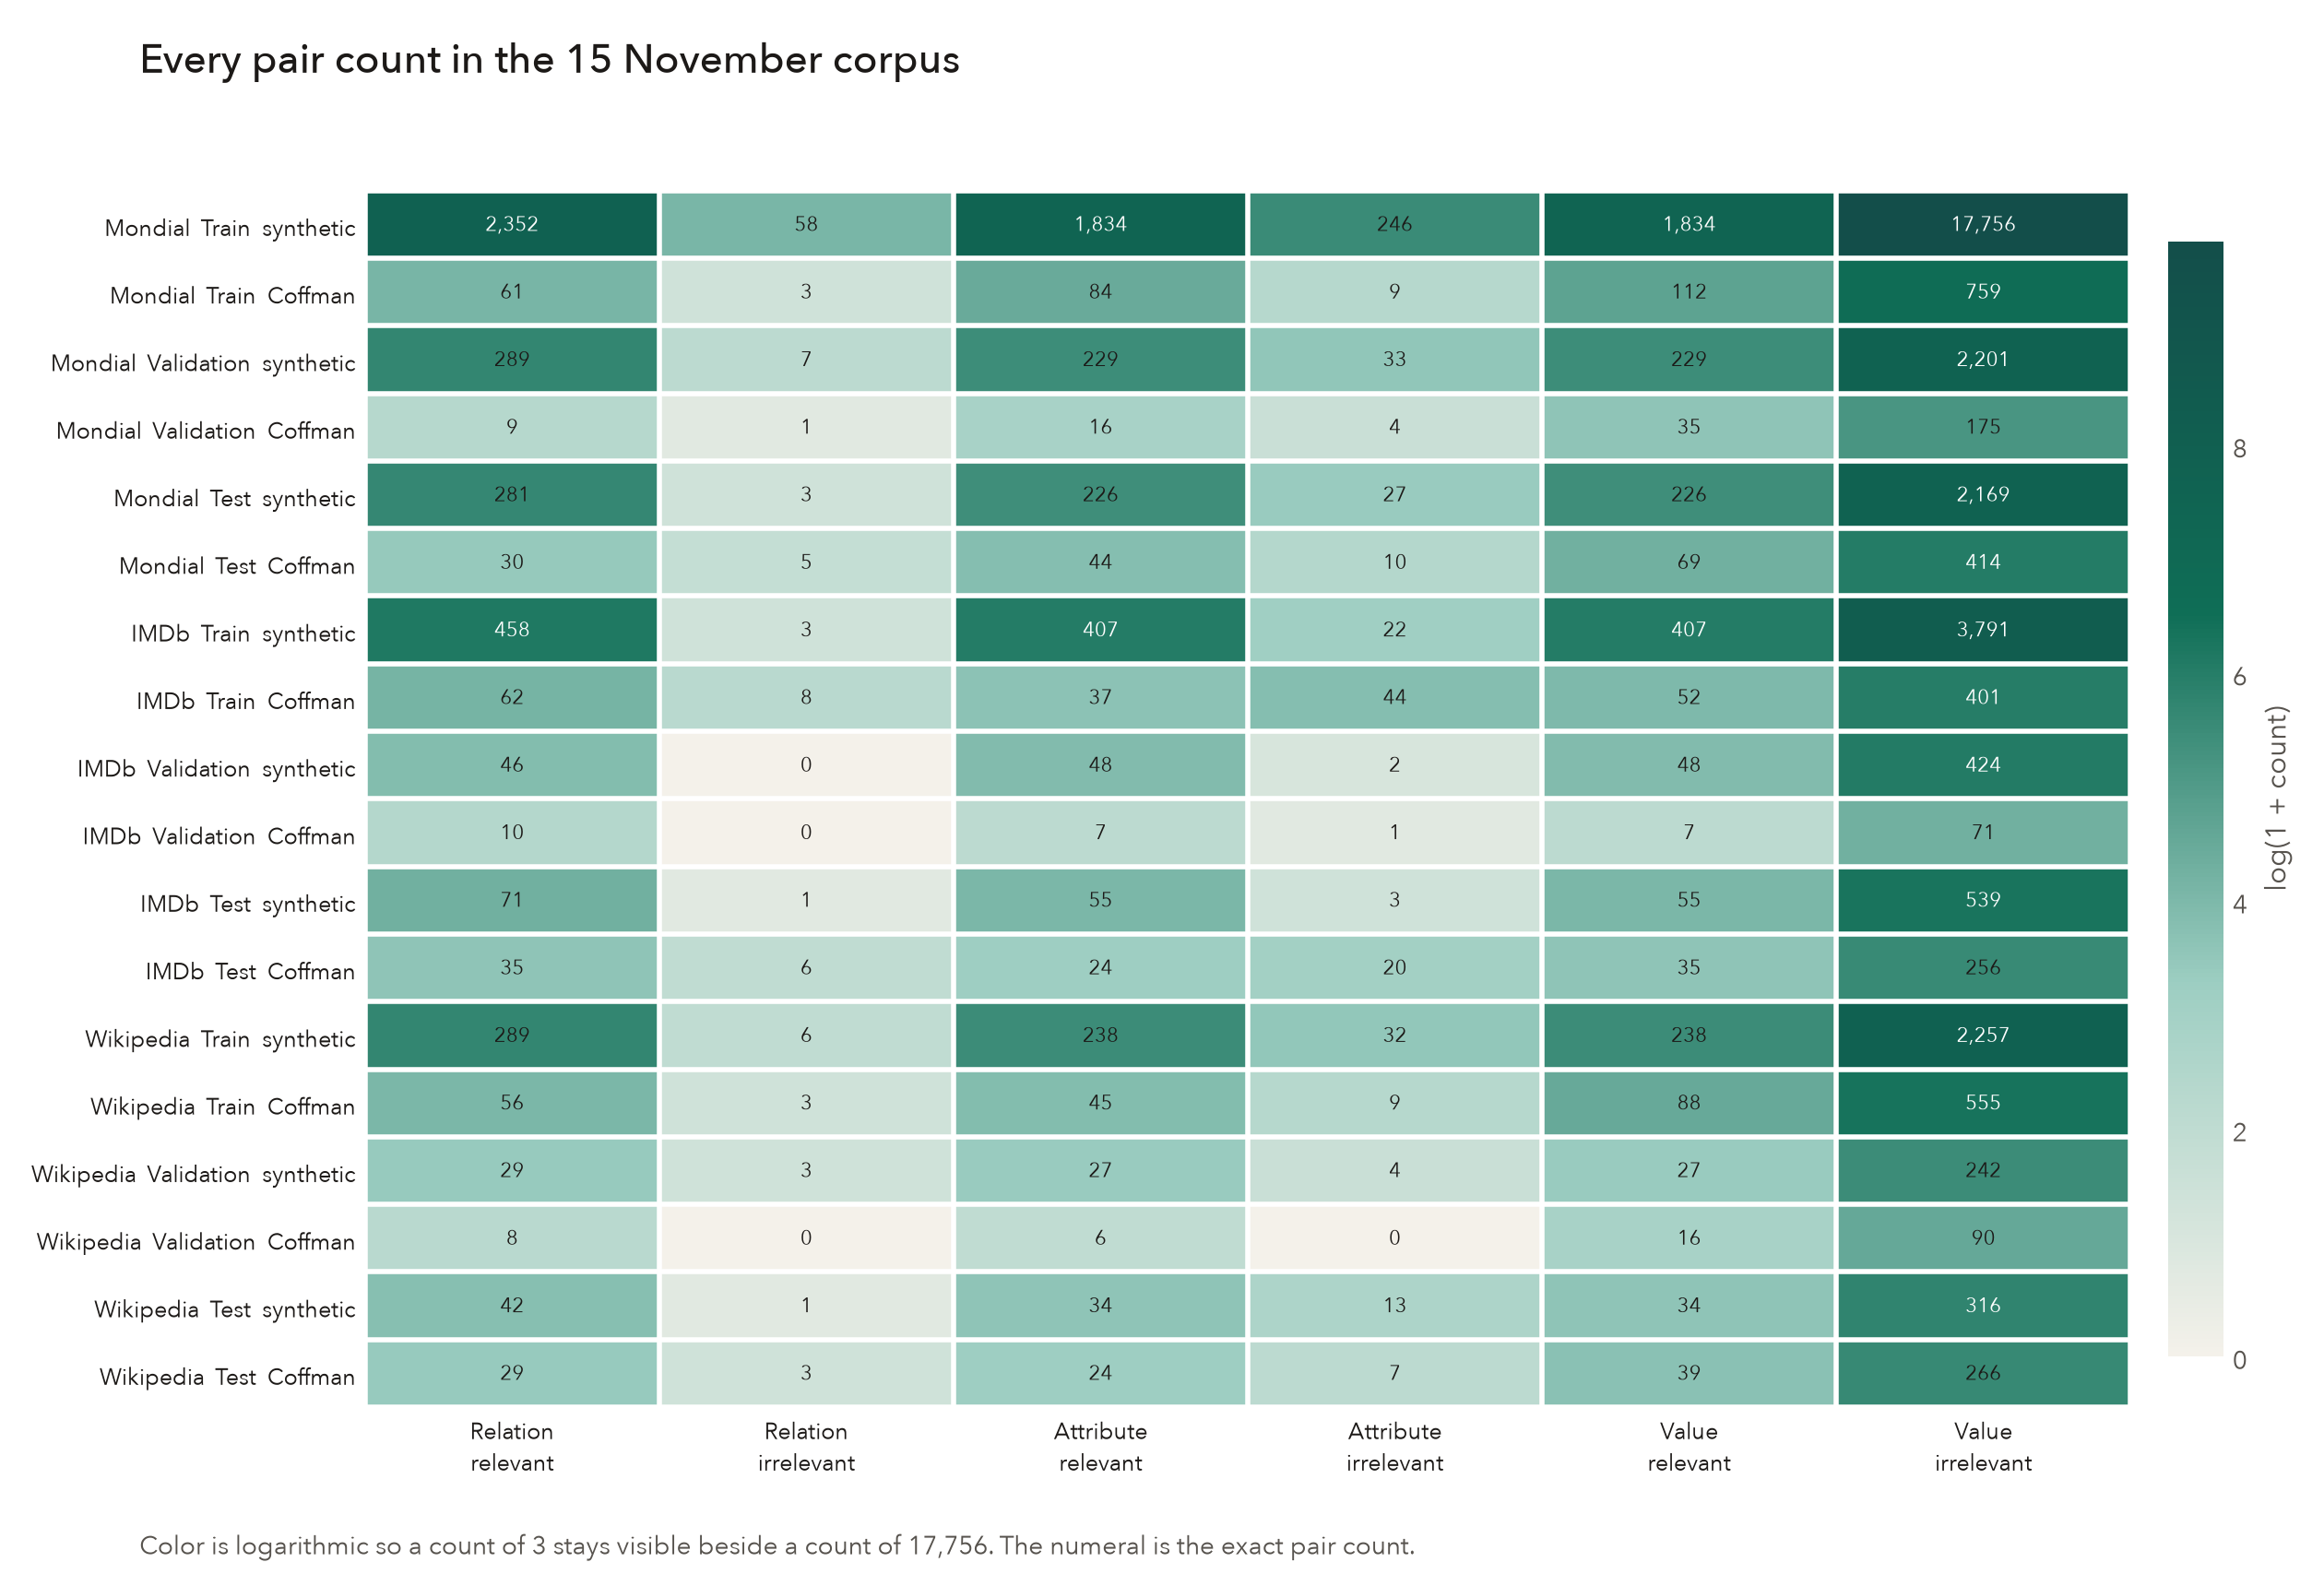 Every pair count in the 15 November corpus
Mondial Train synthetic 2,352 58 1,834 246 1,834 17,756
Mondial Train Coffman 61 3 84 9 112 759
Mondial Validation synthetic 289 7 229 33 229 2,201
Mondial Validation Coffman 9 1 16 4 35 175
Mondial Test synthetic 281 3 226 27 226 2,169
Mondial Test Coffman 30 5 44 10 69 414
IMDb Train synthetic 458 3 407 22 407 3,791
IMDb Train Coffman 62 8 37 44 52 401
IMDb Validation synthetic 46 0 48 2 48 424
IMDb Validation Coffman 10 0 7 1 7 71
IMDb Test synthetic 71 1 55 3 55 539
IMDb Test Coffman 35 6 24 20 35 256
Wikipedia Train synthetic 289 6 238 32 238 2,257
Wikipedia Train Coffman 56 3 45 9 88 555
Wikipedia Validation synthetic 29 3 27 4 27 242
Wikipedia Validation Coffman 8 0 6 0 16 90
Wikipedia Test synthetic 42 1 34 13 34 316
Wikipedia Test Coffman 29 3 24 7 39 266
Relation Relation Attribute Attribute Value Value
relevant irrelevant relevant irrelevant relevant irrelevant
8
6
4
2
0
log(1 + count)
Color is logarithmic so a count of 3 stays visible beside a count of 17,756. The numeral is the exact pair count.